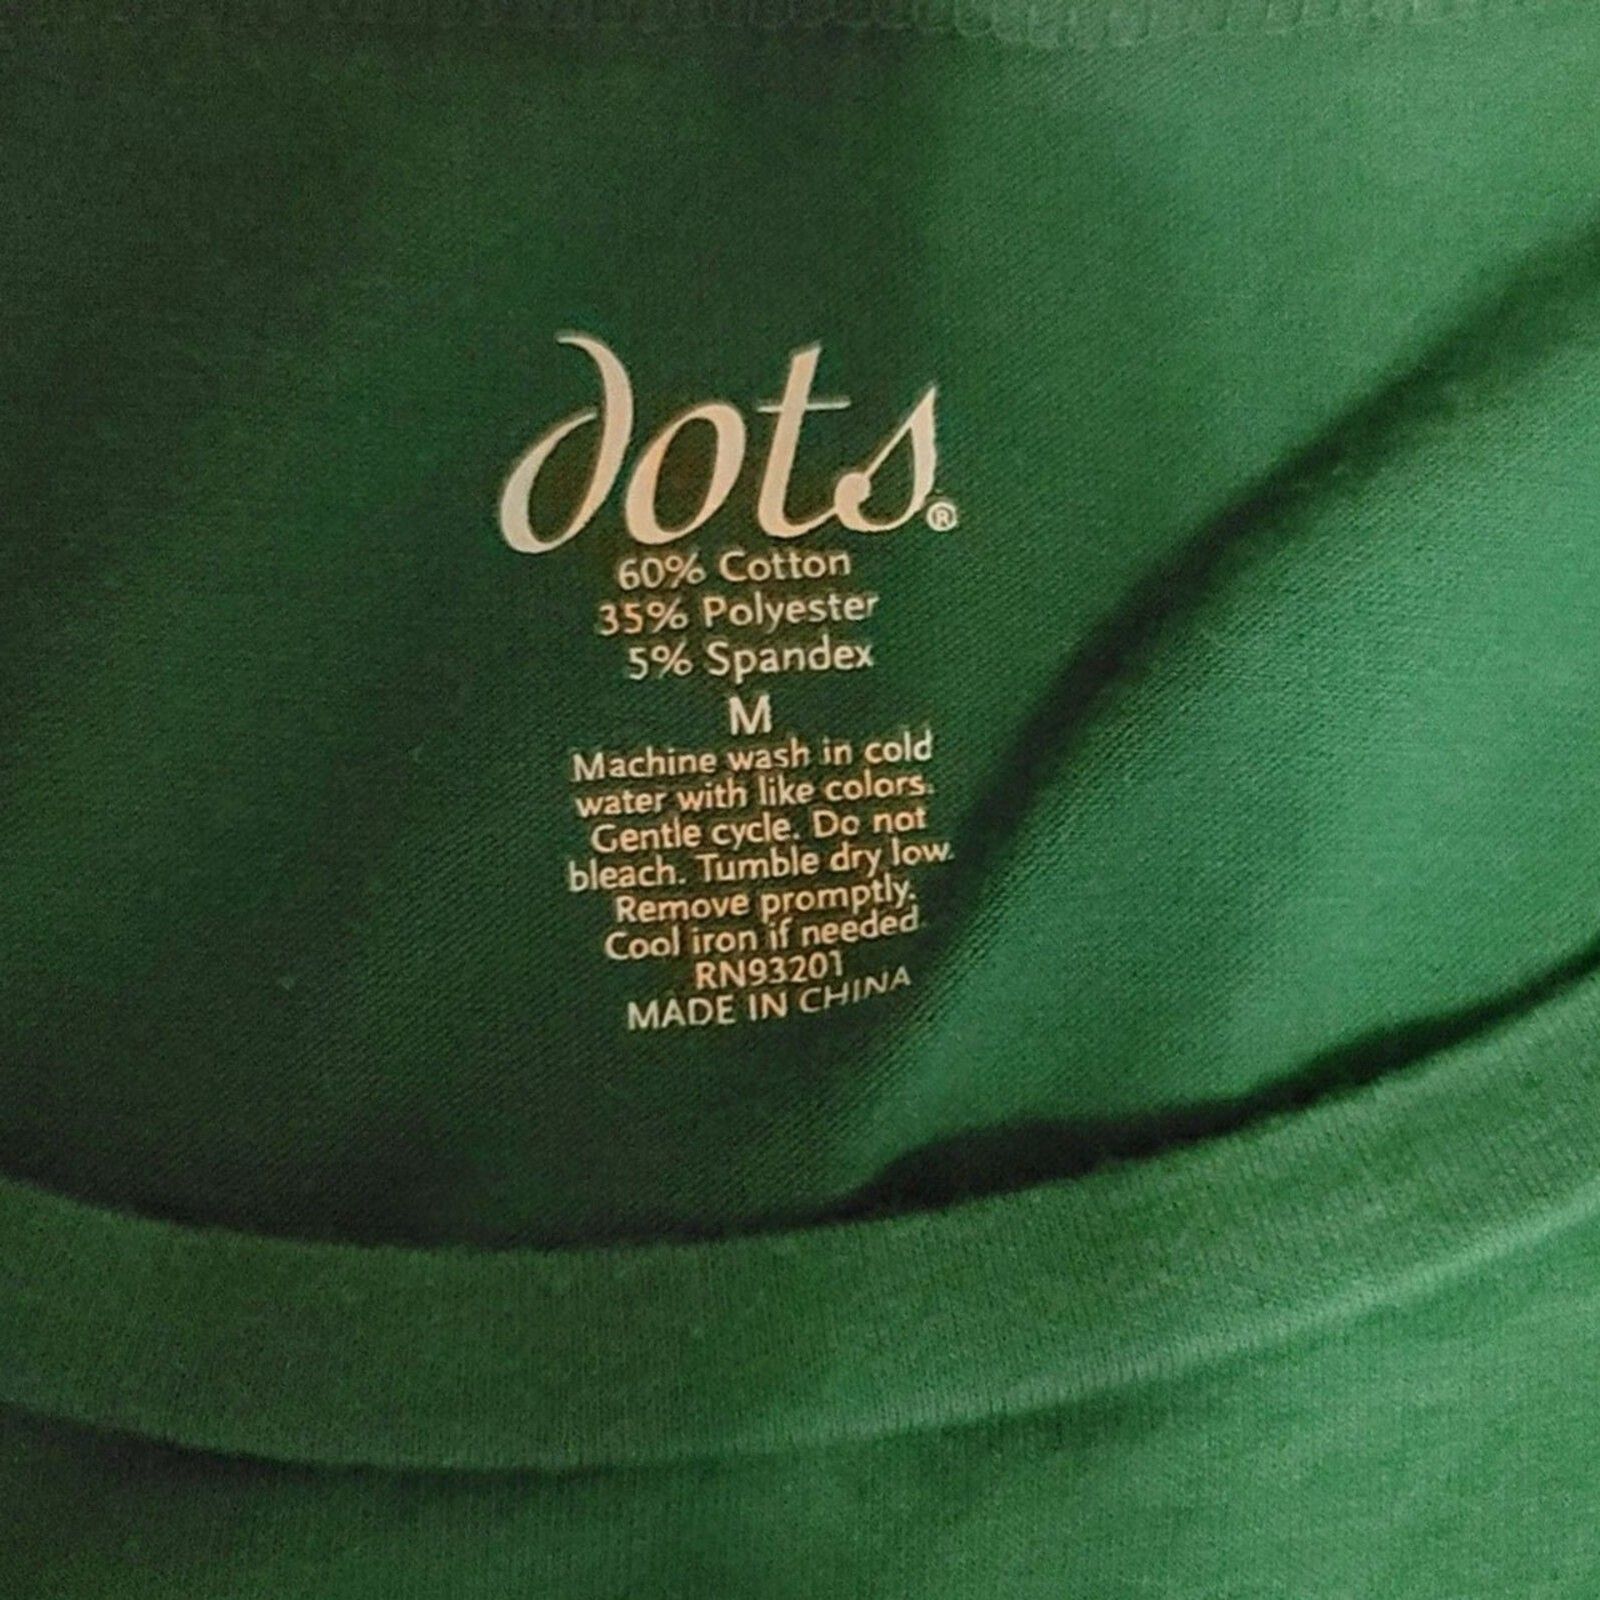 dots®
60% Cotton
35% Polyester
5% Spandex
M
Machine wash in cold
water with like colors.
Gentle cycle. Do not
bleach. Tumble dry low.
Remove promptly.
Cool iron if needed.
RN93201
MADE IN CHINA